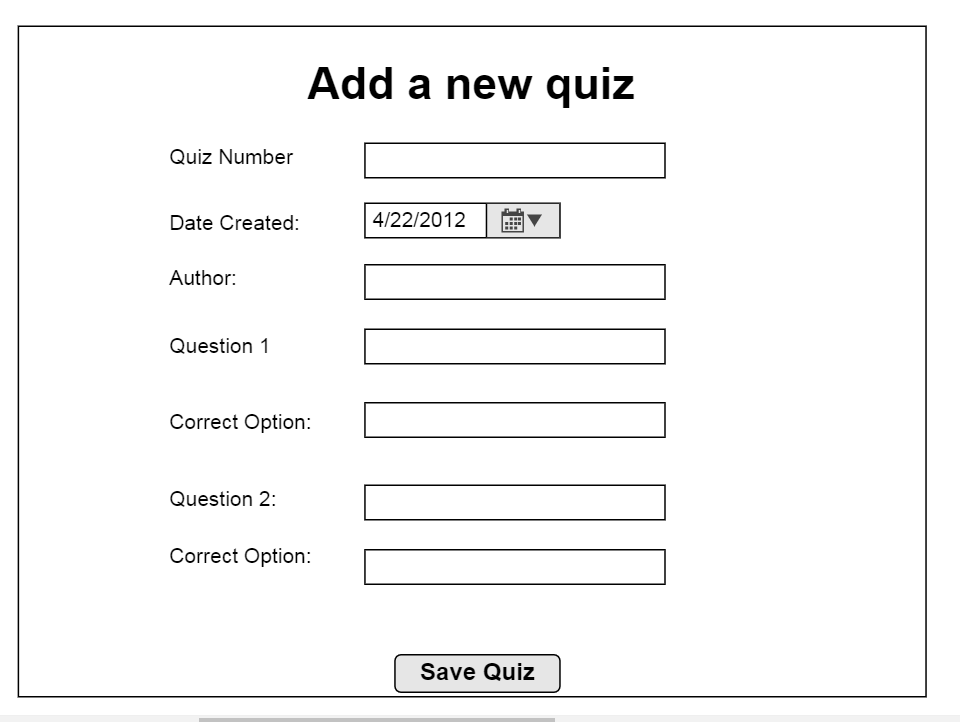 Add a new quiz
Quiz Number
Date Created: 4/22/2012
Author:
Question 1
Correct Option:
Question 2:
Correct Option:
Save Quiz